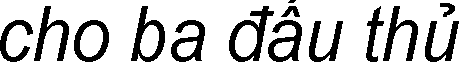 cho ba đấu thủ